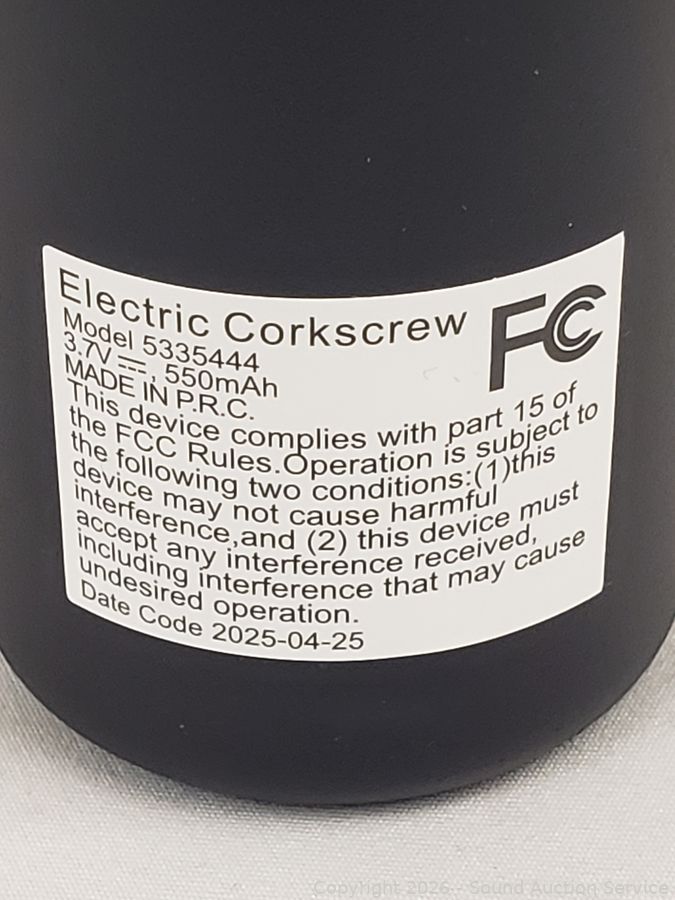 Electric Corkscrew
FC
Model 5335444
3.7V ⎓, 550mAh
MADE IN P.R.C.
This device complies with part 15 of
the FCC Rules.Operation is subject to
the following two conditions:(1)this
device may not cause harmful
interference,and (2) this device must
accept any interference received,
including interference that may cause
undesired operation.
Date Code 2025-04-25
Copyright 2026 - Sound Auction Service